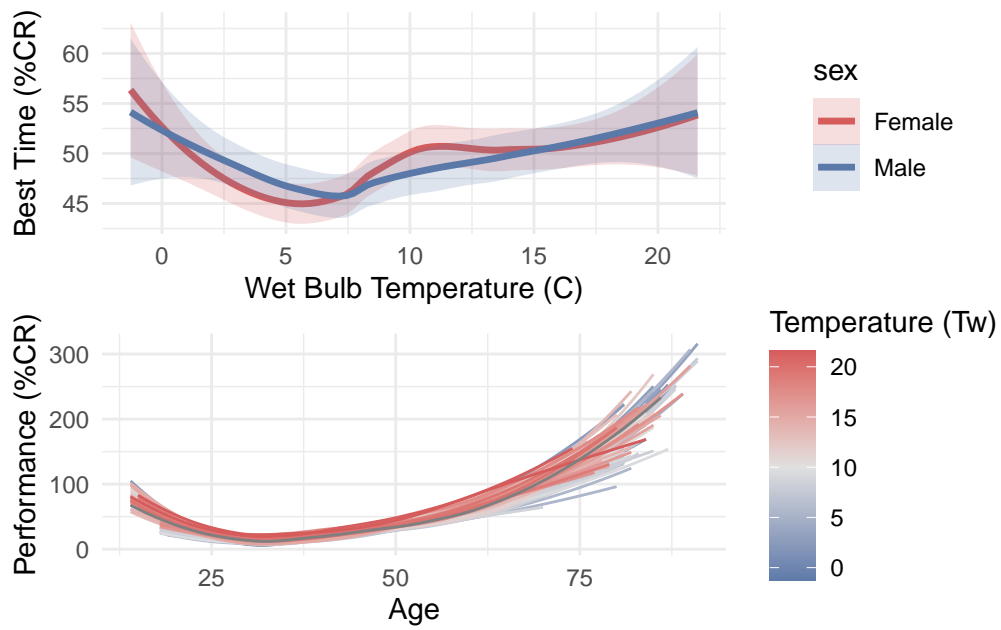 Best Time (%CR)
60
55
50
45
0
5
10
15
20
Wet Bulb Temperature (C)
sex
Female
Male
Performance (%CR)
300
200
100
0
25
50
75
Age
Temperature (Tw)
20
15
10
5
0